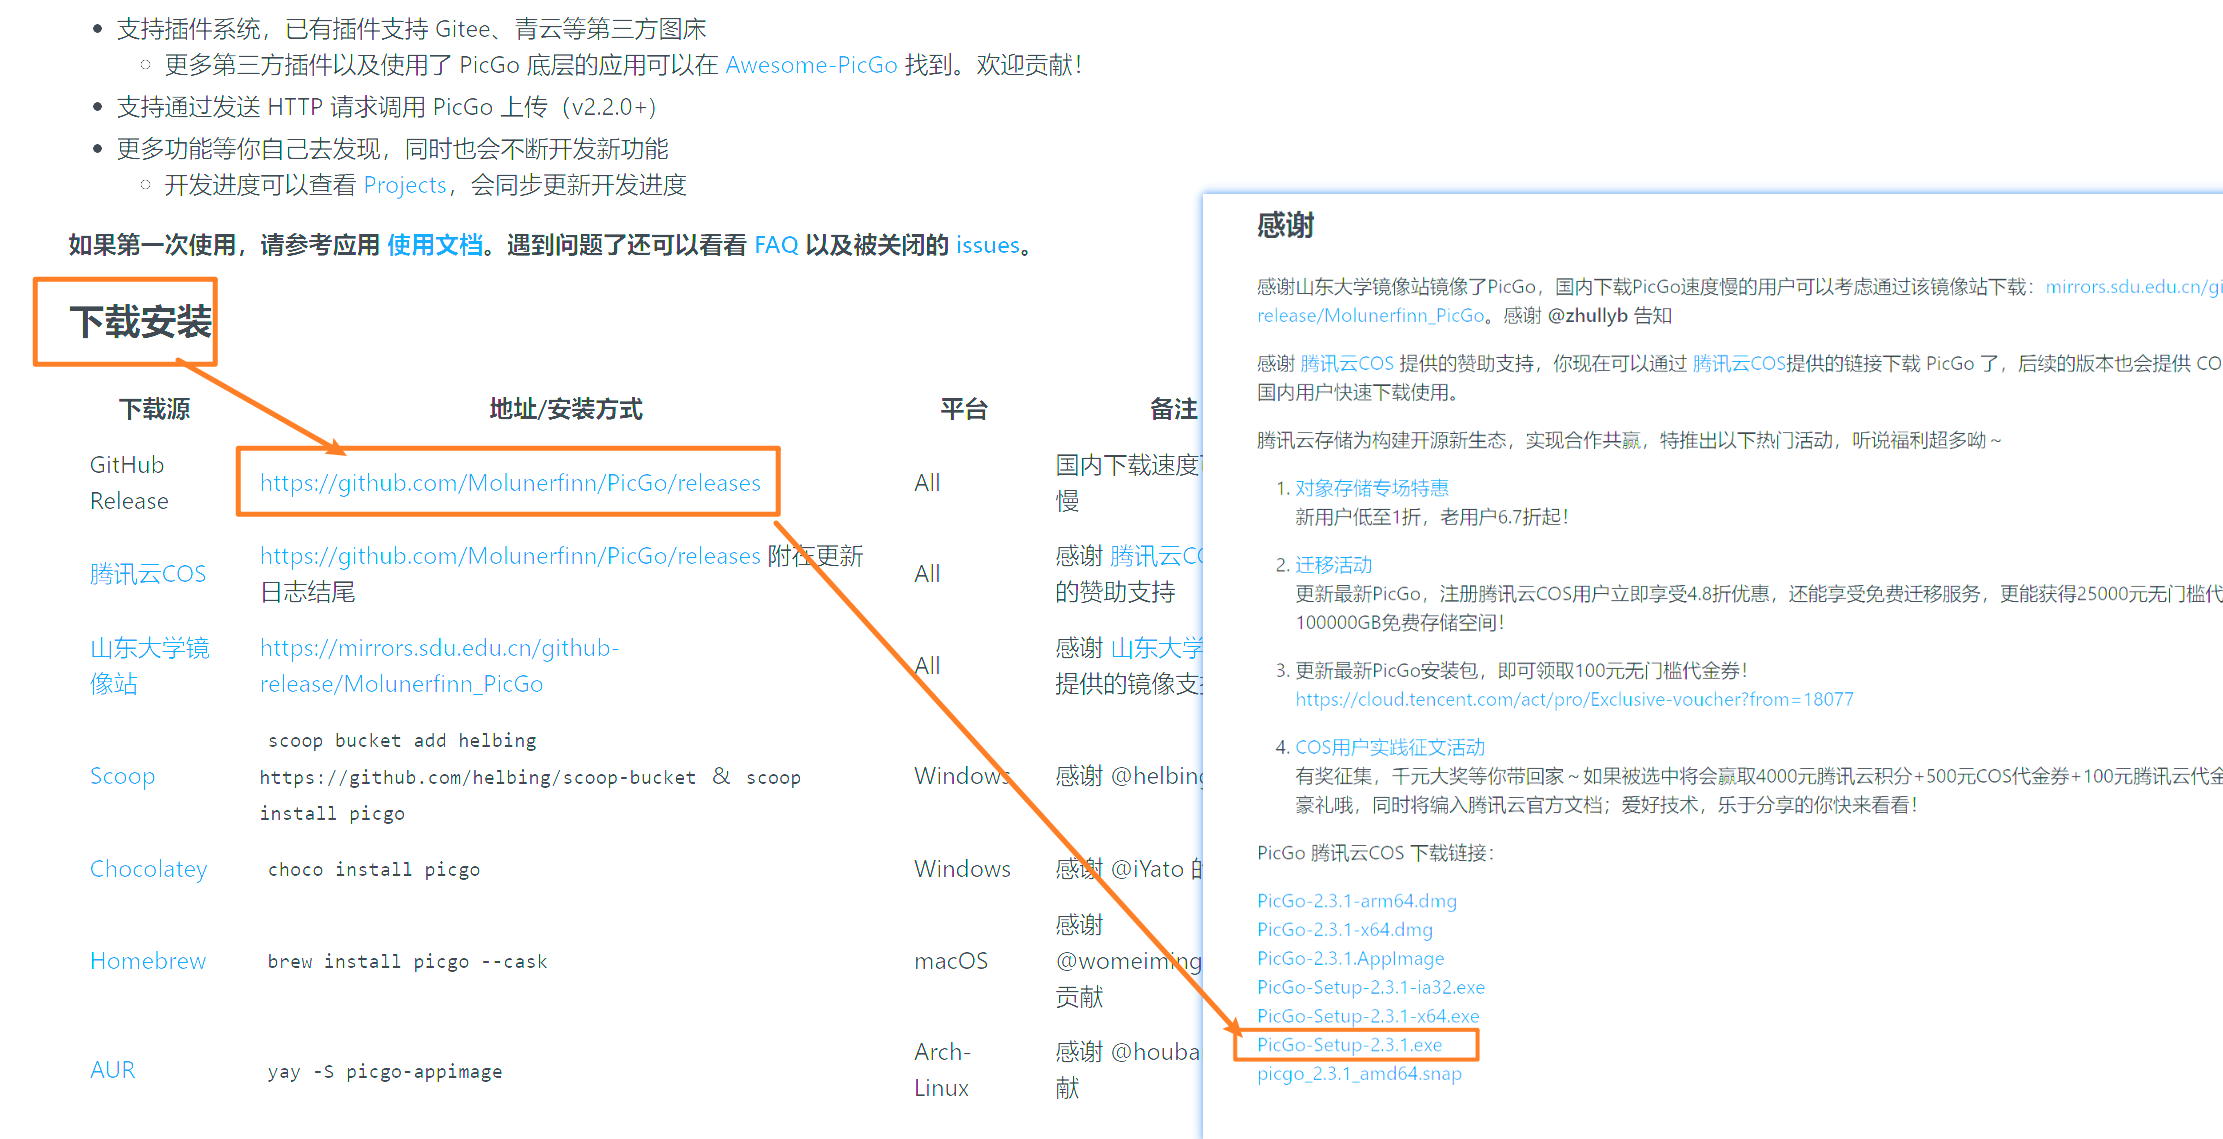 支持插件系统，已有插件支持 Gitee、青云等第三方图床
更多第三方插件以及使用了 PicGo 底层的应用可以在 Awesome-PicGo 找到。欢迎贡献！
支持通过发送 HTTP 请求调用 PicGo 上传（v2.2.0+)
更多功能等你自己去发现，同时也会不断开发新功能
开发进度可以查看 Projects，会同步更新开发进度
如果第一次使用，请参考应用 使用文档。遇到问题了还可以看看 FAQ 以及被关闭的 issues。
下载安装
下载源 地址/安装方式 平台 备注
GitHub Release https://github.com/Molunerfinn/PicGo/releases All 国内下载速度
慢
腾讯云COS https://github.com/Molunerfinn/PicGo/releases 附在更新
日志结尾 All 感谢 腾讯云CO
的赞助支持
山东大学镜
像站 https://mirrors.sdu.edu.cn/github-
release/Molunerfinn_PicGo All 感谢 山东大学
提供的镜像支
Scoop scoop bucket add helbing
https://github.com/helbing/scoop-bucket & scoop
install picgo Windows 感谢 @helbing
Chocolatey choco install picgo Windows 感谢 @iYato 的
Homebrew brew install picgo --cask macOS 感谢
@womeiming
贡献
AUR yay -S picgo-appimage Arch-
Linux 感谢 @houba
献
感谢
感谢山东大学镜像站镜像了PicGo，国内下载PicGo速度慢的用户可以考虑通过该镜像站下载：mirrors.sdu.edu.cn/gi
release/Molunerfinn_PicGo。感谢 @zhullyb 告知
感谢 腾讯云COS 提供的赞助支持，你现在可以通过 腾讯云COS提供的链接下载 PicGo 了，后续的版本也会提供 CO
国内用户快速下载使用。
腾讯云存储为构建开源新生态，实现合作共赢，特推出以下热门活动，听说福利超多呦～
1. 对象存储专场特惠
新用户低至1折，老用户6.7折起！
2. 迁移活动
更新最新PicGo，注册腾讯云COS用户立即享受4.8折优惠，还能享受免费迁移服务，更能获得25000元无门槛代
100000GB免费存储空间！
3. 更新最新PicGo安装包，即可领取100元无门槛代金券！
https://cloud.tencent.com/act/pro/Exclusive-voucher?from=18077
4. COS用户实践征文活动
有奖征集，千元大奖等你带回家～如果被选中将会赢取4000元腾讯云积分+500元COS代金券+100元腾讯云代金
豪礼哦，同时将编入腾讯云官方文档；爱好技术，乐于分享的你快来看看！
PicGo 腾讯云COS 下载链接：
PicGo-2.3.1-arm64.dmg
PicGo-2.3.1-x64.dmg
PicGo-2.3.1.AppImage
PicGo-Setup-2.3.1-ia32.exe
PicGo-Setup-2.3.1-x64.exe
PicGo-Setup-2.3.1.exe
picgo_2.3.1_amd64.snap